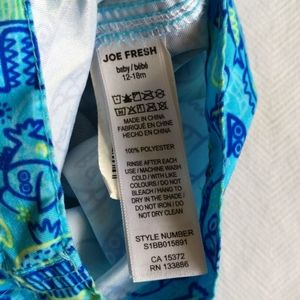 JOE FRESH
baby / bébé
12-18m
MADE IN CHINA
FABRIQUÉ EN CHINE
HECHO EN CHINA
100% POLYESTER
RINSE AFTER EACH
USE / MACHINE WASH
COLD / WITH LIKE
COLOURS / DO NOT
BLEACH / HANG TO
DRY IN THE SHADE /
DO NOT IRON / DO
NOT DRY CLEAN
STYLE NUMBER
S1BB015891
CA 15372
RN 133886